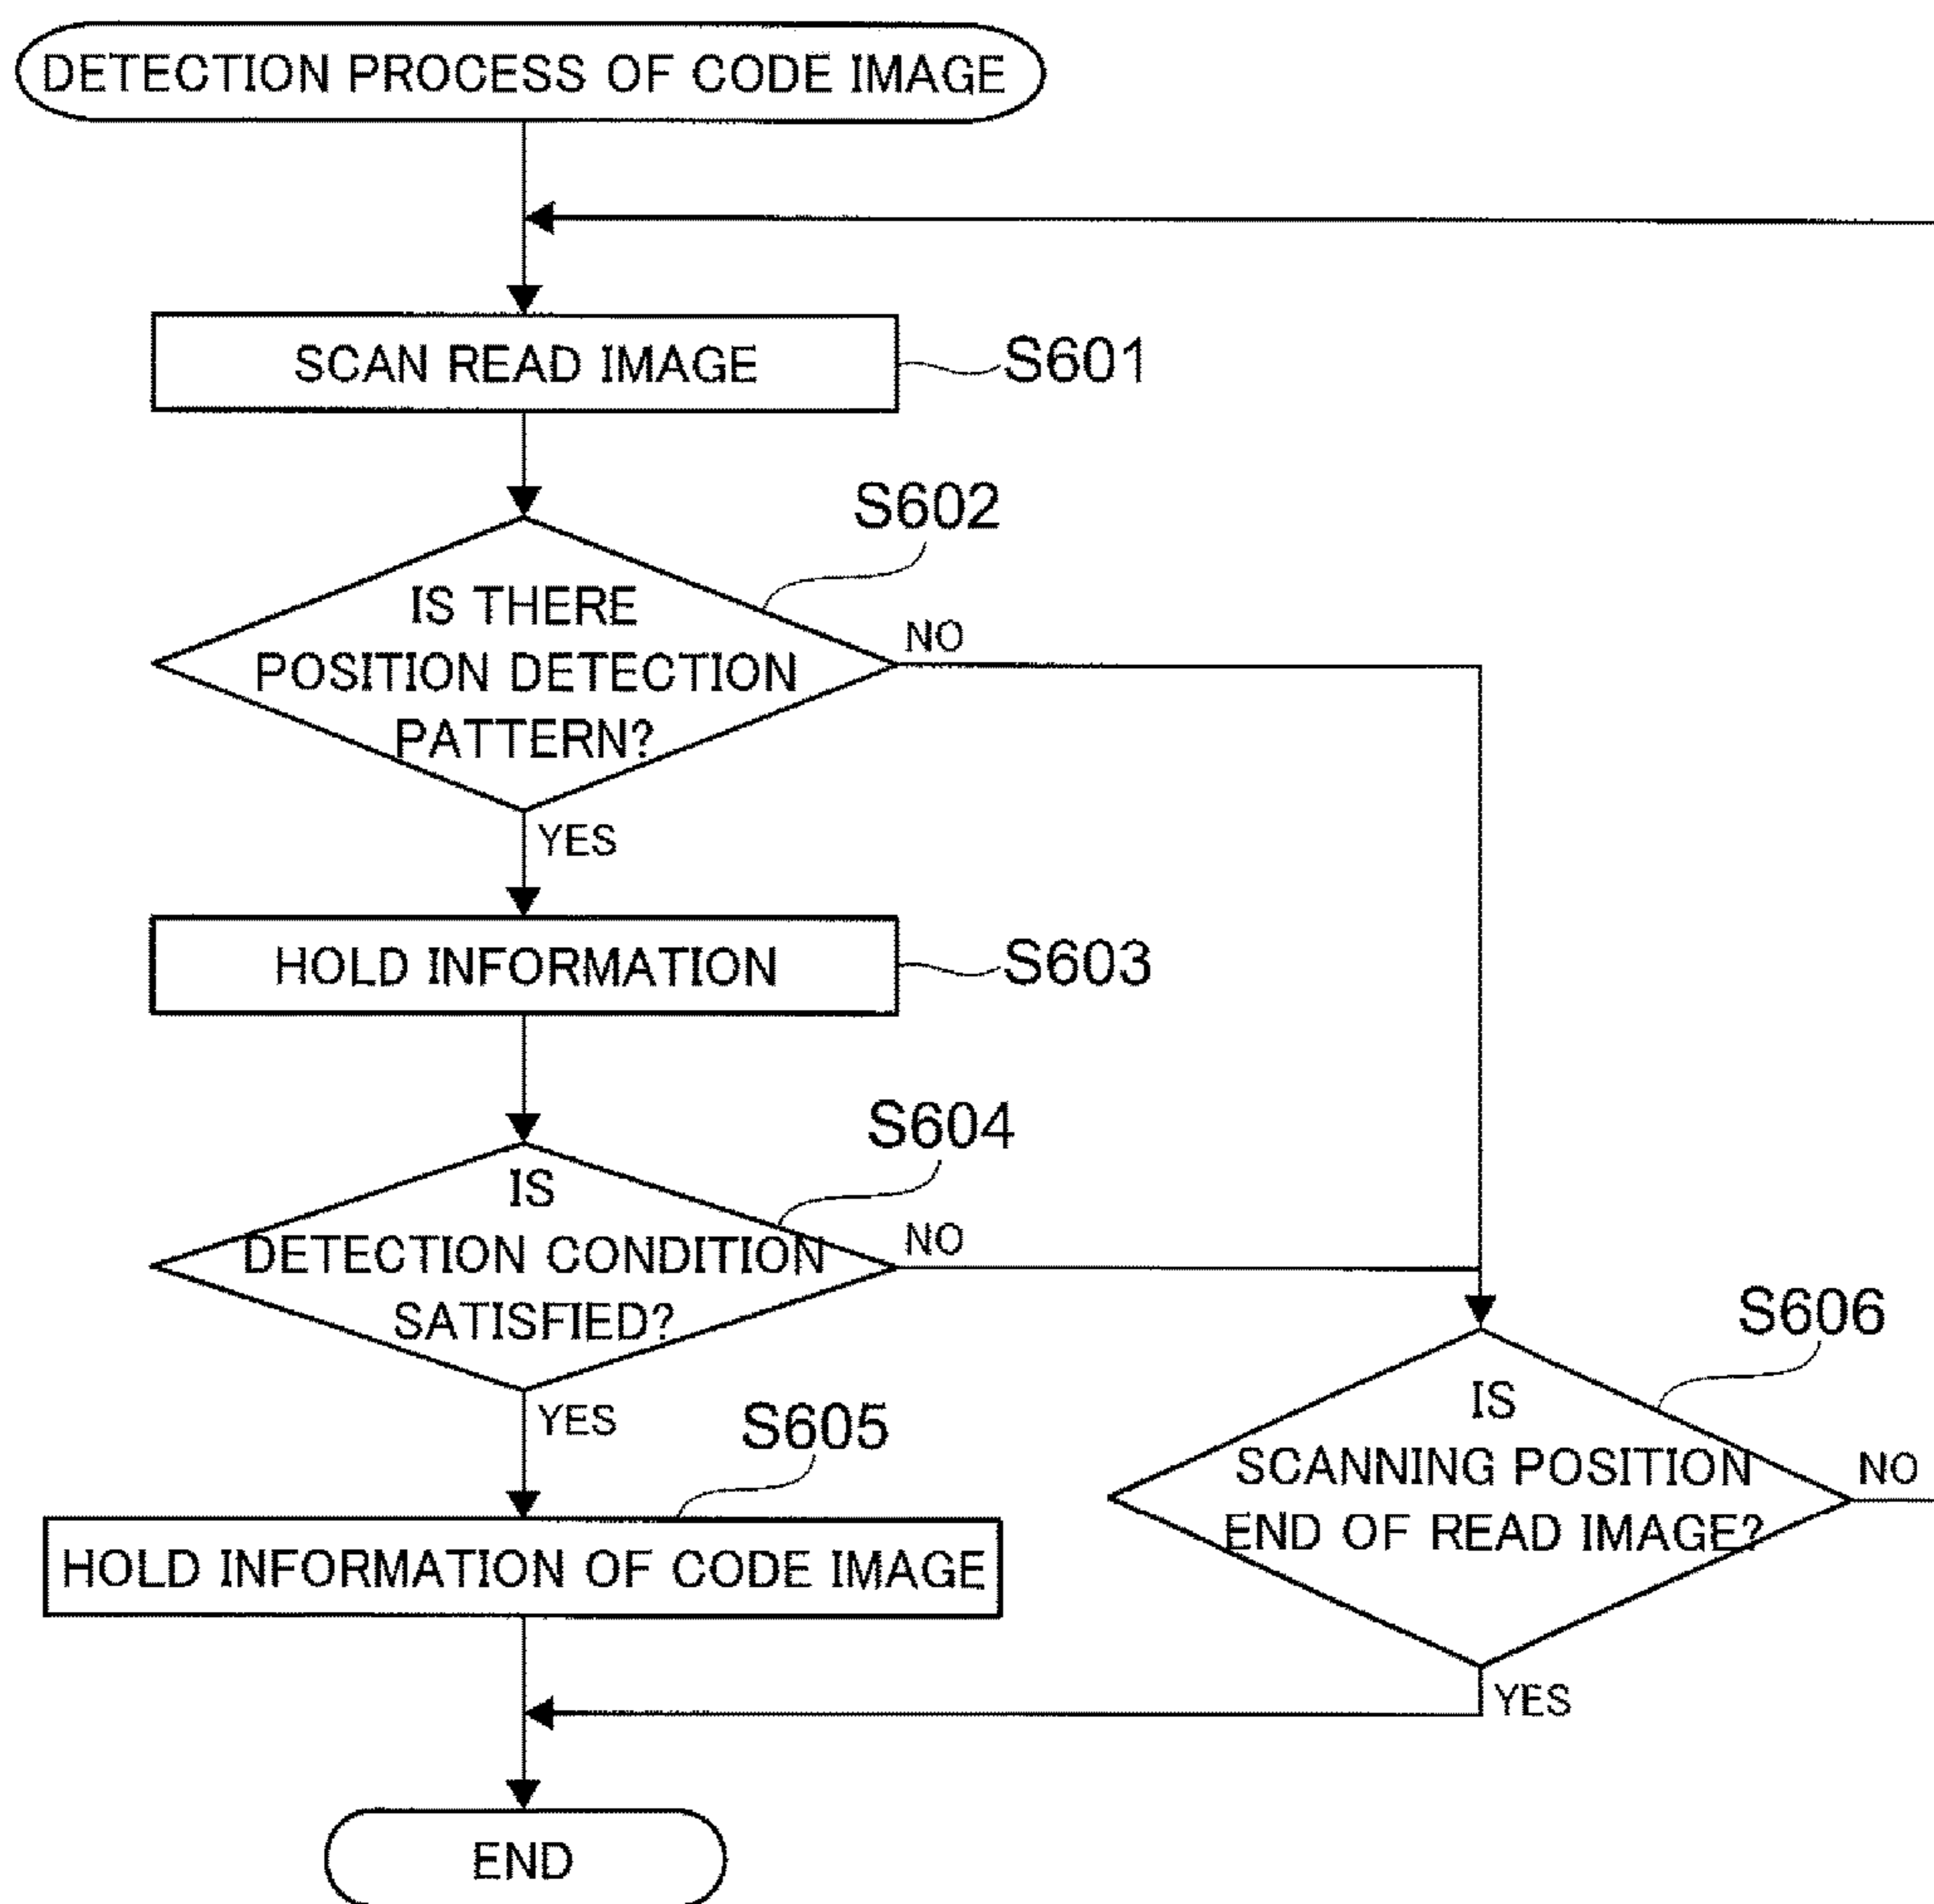 DETECTION PROCESS OF CODE IMAGE
SCAN READ IMAGE
S601
S602
IS THERE
POSITION DETECTION
PATTERN?
NO
YES
HOLD INFORMATION
S603
S604
IS
DETECTION CONDITION
SATISFIED?
NO
YES
S605
HOLD INFORMATION OF CODE IMAGE
S606
IS
SCANNING POSITION
END OF READ IMAGE?
NO
YES
END